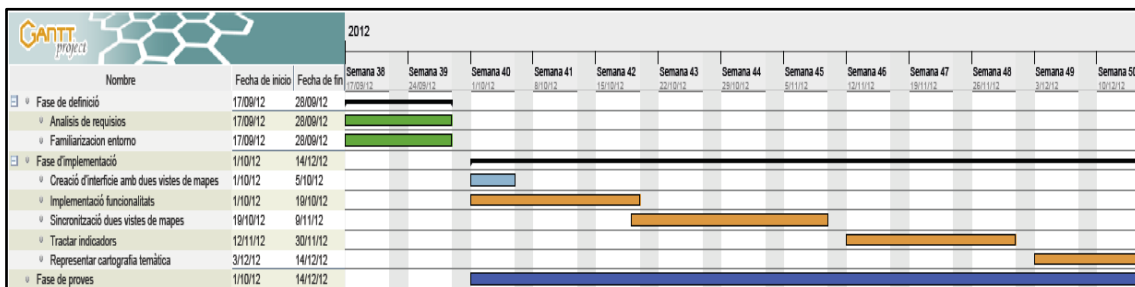 GANTT project
2012
Nombre Fecha de inicio Fecha de fin
Semana 38 Semana 39 Semana 40 Semana 41 Semana 42 Semana 43 Semana 44 Semana 45 Semana 46 Semana 47 Semana 48 Semana 49 Semana 50
17/09/12 24/09/12 1/10/12 8/10/12 15/10/12 22/10/12 29/10/12 5/11/12 12/11/12 19/11/12 26/11/12 3/12/12 10/12/12
Fase de definició 17/09/12 28/09/12
Analisis de requisios 17/09/12 28/09/12
Familiarizacion entorno 17/09/12 28/09/12
Fase d'implementació 1/10/12 14/12/12
Creació d'interficie amb dues vistes de mapes 1/10/12 5/10/12
Implementació funcionalitats 1/10/12 19/10/12
Sincronització dues vistes de mapes 19/10/12 9/11/12
Tractar indicadors 12/11/12 30/11/12
Representar cartografia temàtica 3/12/12 14/12/12
Fase de proves 1/10/12 14/12/12